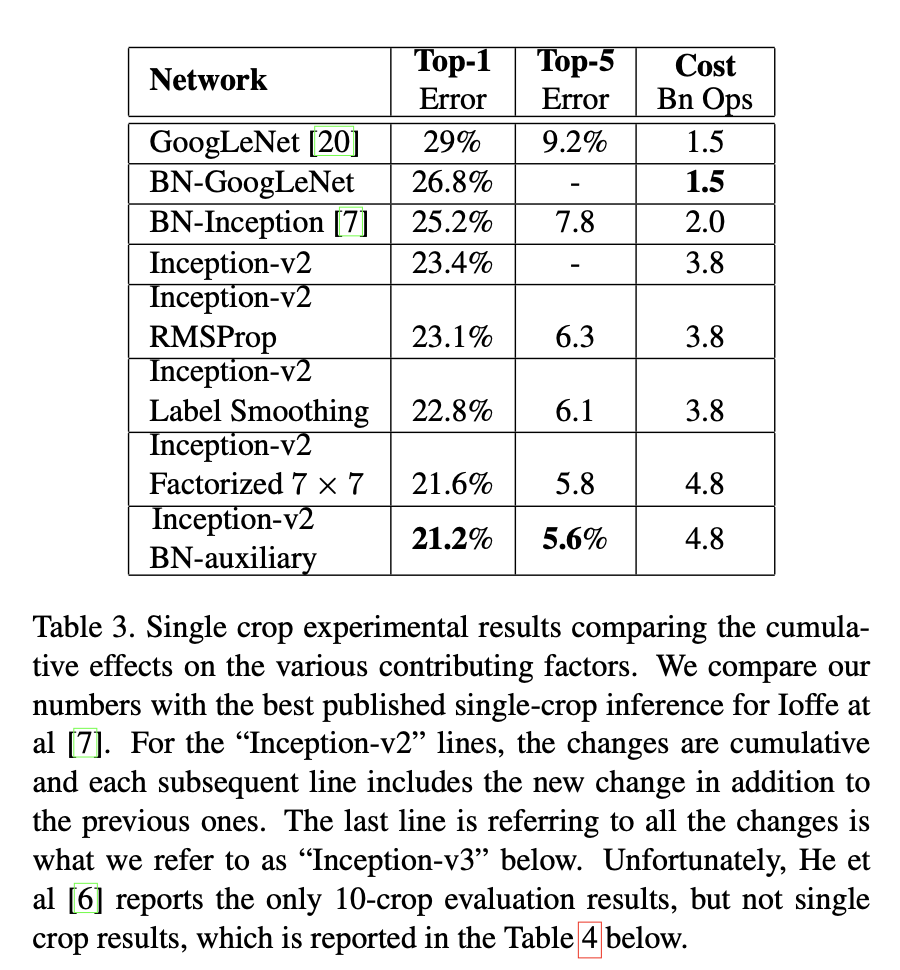 Network Top-1 Error Top-5 Error Cost Bn Ops
GoogLeNet [20] 29% 9.2% 1.5
BN-GoogLeNet 26.8% - 1.5
BN-Inception [7] 25.2% 7.8 2.0
Inception-v2 23.4% - 3.8
Inception-v2
RMSProp 23.1% 6.3 3.8
Inception-v2
Label Smoothing 22.8% 6.1 3.8
Inception-v2
Factorized 7 × 7 21.6% 5.8 4.8
Inception-v2
BN-auxiliary 21.2% 5.6% 4.8
Table 3. Single crop experimental results comparing the cumula-
tive effects on the various contributing factors. We compare our
numbers with the best published single-crop inference for Ioffe at
al [7]. For the “Inception-v2” lines, the changes are cumulative
and each subsequent line includes the new change in addition to
the previous ones. The last line is referring to all the changes is
what we refer to as “Inception-v3” below. Unfortunately, He et
al [6] reports the only 10-crop evaluation results, but not single
crop results, which is reported in the Table 4 below.